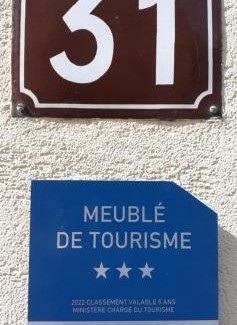 31
MEUBLÉ
DE TOURISME
★★★
2022 CLASSEMENT VALABLE 5 ANS
MINISTÈRE CHARGÉ DU TOURISME